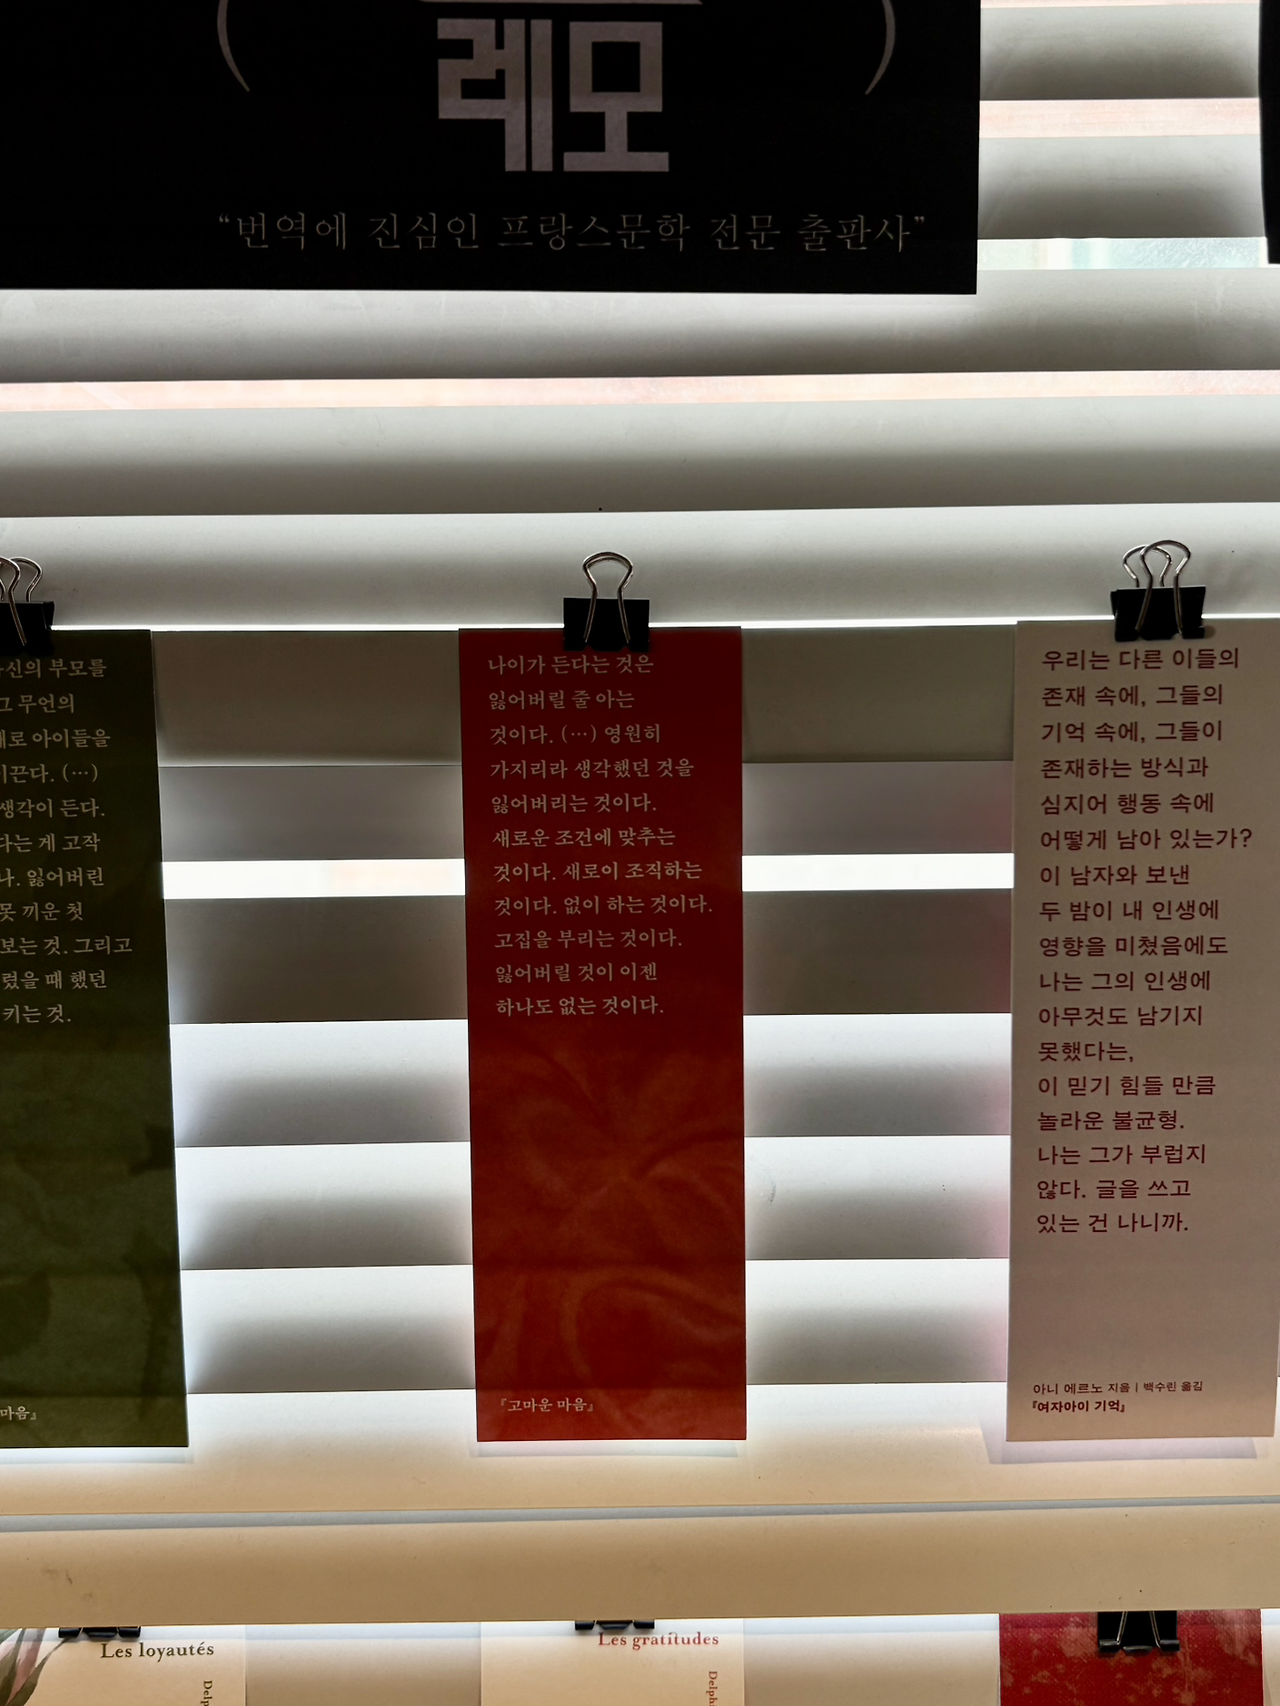 레모
“번역에 진심인 프랑스문학 전문 출판사”
신의 부모를
그 무언의
로 아이들을
끈다. (…)
생각이 든다.
다는 게 고작
나. 잃어버린
못 끼운 첫
보는 것. 그리고
렸을 때 했던
키는 것.
마음』
나이가 든다는 것은
잃어버릴 줄 아는
것이다. (…) 영원히
가지리라 생각했던 것을
잃어버리는 것이다.
새로운 조건에 맞추는
것이다. 새로이 조직하는
것이다. 없이 하는 것이다.
고집을 부리는 것이다.
잃어버릴 것이 이젠
하나도 없는 것이다.
『고마운 마음』
우리는 다른 이들의
존재 속에, 그들의
기억 속에, 그들이
존재하는 방식과
심지어 행동 속에
어떻게 남아 있는가?
이 남자와 보낸
두 밤이 내 인생에
영향을 미쳤음에도
나는 그의 인생에
아무것도 남기지
못했다는,
이 믿기 힘들 만큼
놀라운 불균형.
나는 그가 부럽지
않다. 글을 쓰고
있는 건 나니까.
아니 에르노 지음 | 백수린 옮김
『여자아이 기억』
Les loyautés
Delp
Les gratitudes
Delph